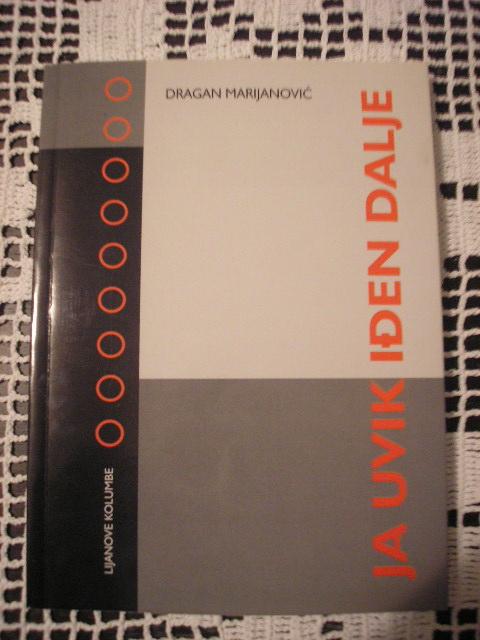 DRAGAN MARIJANOVIĆ
JA UVIK IĐEN DALJE
LIJANOVE KOLUMBE